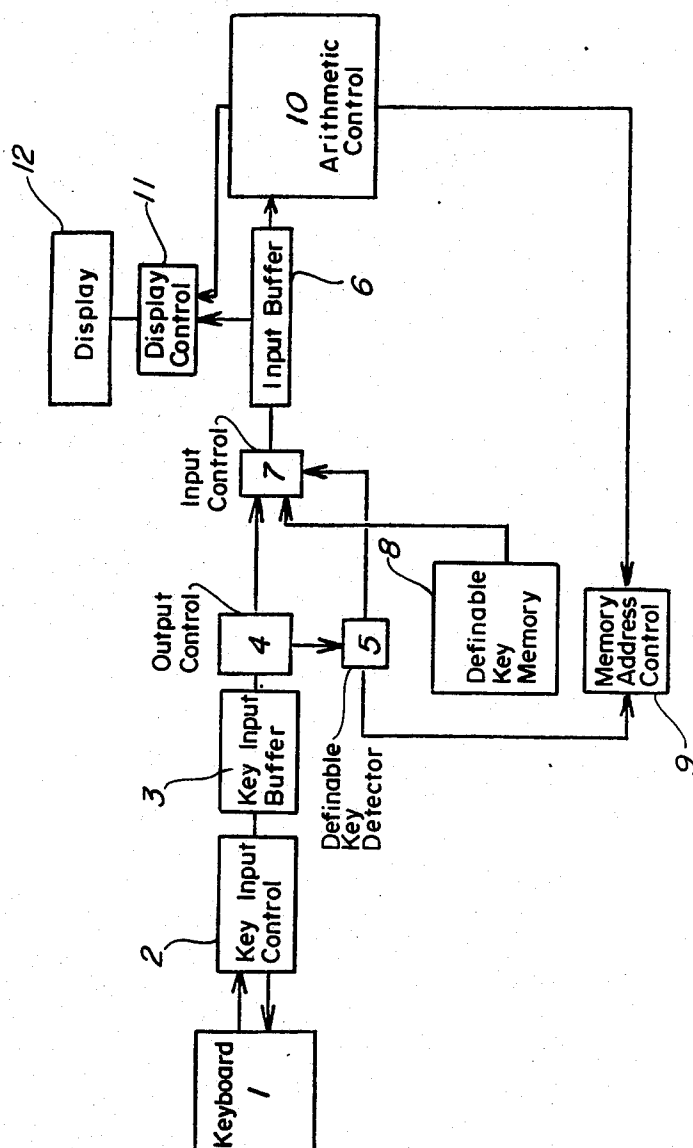 Keyboard
1
2
Key Input
Control
3
Key Input
Buffer
Output
Control
4
Definable
Key
Detector
5
Input
Control
7
8
Definable
Key
Memory
Memory
Address
Control
9
Input Buffer
6
Display
Control
11
Display
12
10
Arithmetic
Control